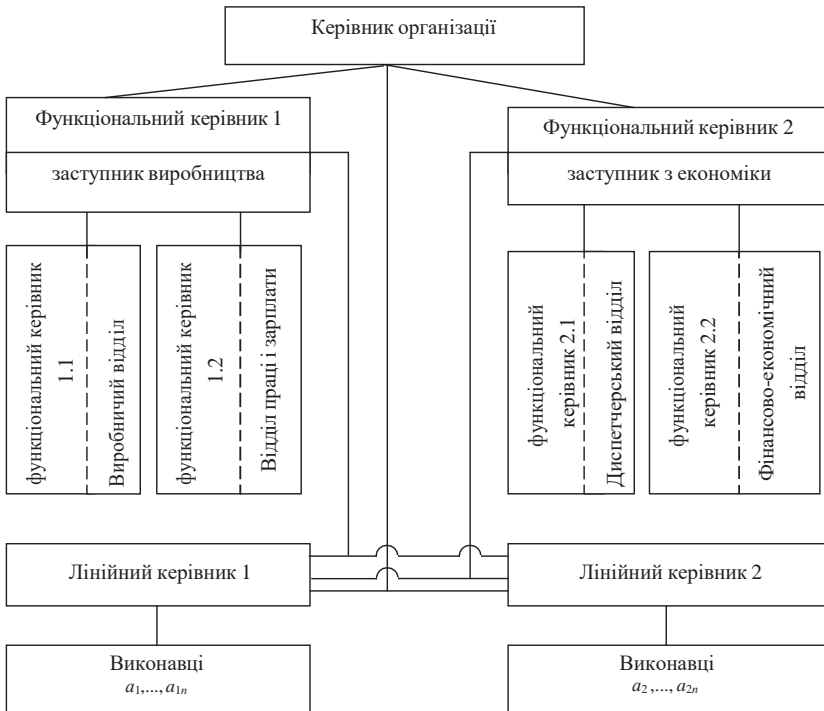 Керівник організації
Функціональний керівник 1
заступник виробництва
Функціональний керівник 2
заступник з економіки
функціональний керівник
1.1
Виробничий відділ
функціональний керівник
1.2
Відділ праці і зарплати
функціональний
керівник 2.1
Диспетчерський відділ
функціональний
керівник 2.2
Фінансово-економічний
відділ
Лінійний керівник 1
Лінійний керівник 2
Виконавці
a1,..., a1n
Виконавці
a2 ,..., a2n